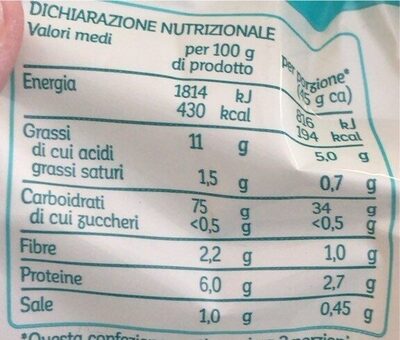 DICHIARAZIONE NUTRIZIONALE
Valori medi per 100 g di prodotto per porzione* (45 g ca)
Energia 1814 kJ 816 kJ
430 kcal 194 kcal
Grassi 11 g 5,0 g
di cui acidi
grassi saturi 1,5 g 0,7 g
Carboidrati 75 g 34 g
di cui zuccheri <0,5 g <0,5 g
Fibre 2,2 g 1,0 g
Proteine 6,0 g 2,7 g
Sale 1,0 g 0,45 g
*Questa porzioni